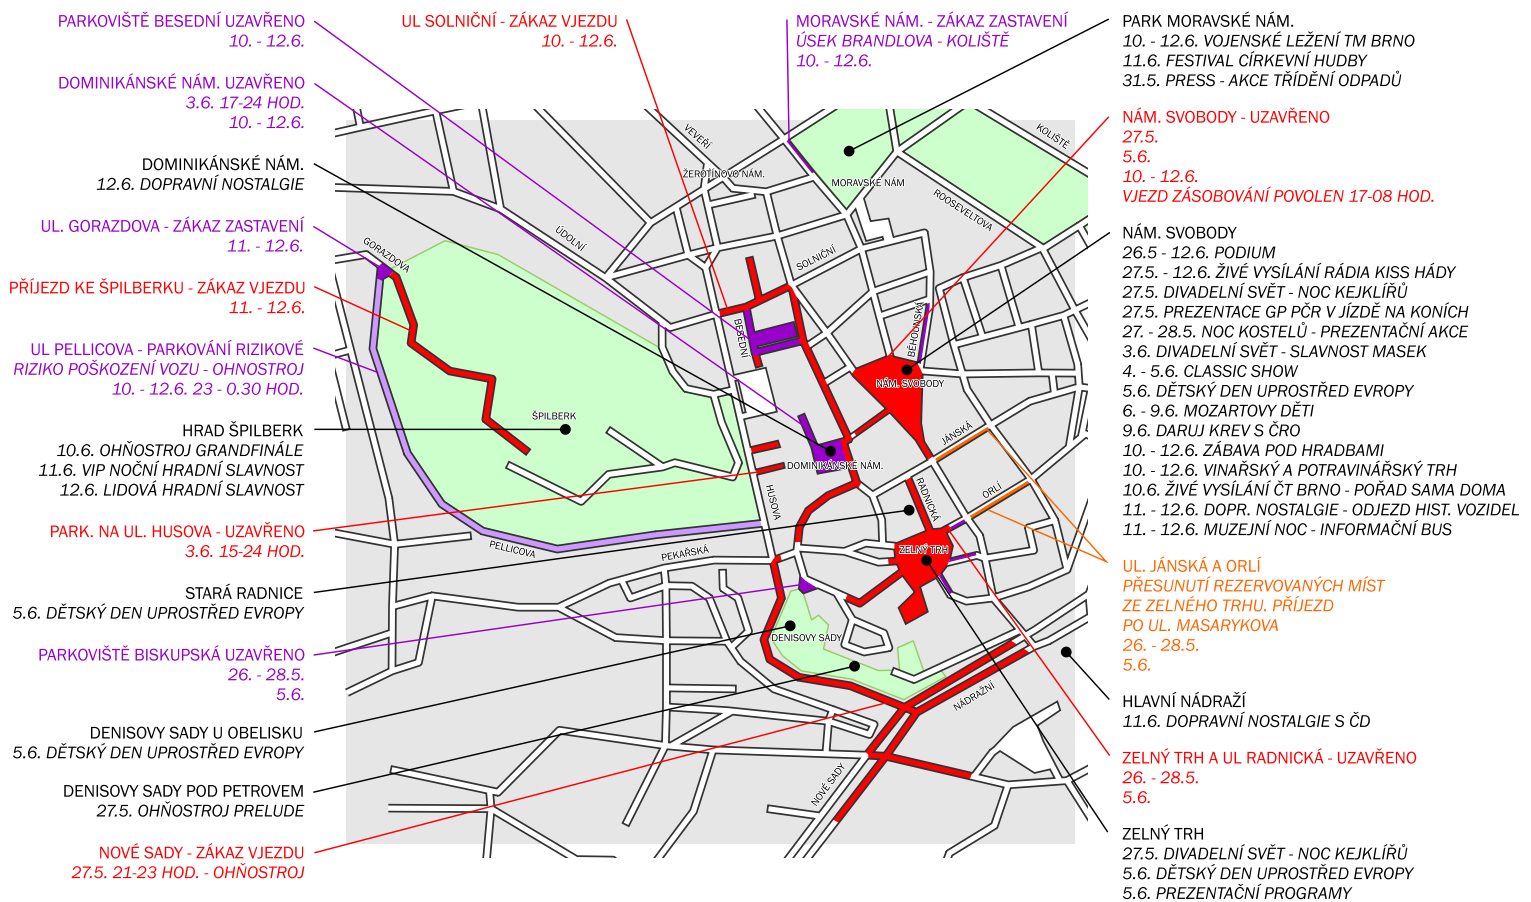 PARKOVIŠTĚ BESEDNÍ UZAVŘENO
10. - 12.6.
DOMINIKÁNSKÉ NÁM. UZAVŘENO
3.6. 17-24 HOD.
10. - 12.6.
DOMINIKÁNSKÉ NÁM.
12.6. DOPRAVNÍ NOSTALGIE
UL. GORAZDOVA - ZÁKAZ ZASTAVENÍ
11. - 12.6.
PŘÍJEZD KE ŠPILBERKU - ZÁKAZ VJEZDU
11. - 12.6.
UL PELLICOVA - PARKOVÁNÍ RIZIKOVÉ
RIZIKO POŠKOZENÍ VOZU - OHNOSTROJ
10. - 12.6. 23 - 0.30 HOD.
HRAD ŠPILBERK
10.6. OHŇOSTROJ GRANDFINÁLE
11.6. VIP NOČNÍ HRADNÍ SLAVNOST
12.6. LIDOVÁ HRADNÍ SLAVNOST
PARK. NA UL. HUSOVA - UZAVŘENO
3.6. 15-24 HOD.
STARÁ RADNICE
5.6. DĚTSKÝ DEN UPROSTŘED EVROPY
PARKOVIŠTĚ BISKUPSKÁ UZAVŘENO
26. - 28.5.
5.6.
DENISOVY SADY U OBELISKU
5.6. DĚTSKÝ DEN UPROSTŘED EVROPY
DENISOVY SADY POD PETROVEM
27.5. OHŇOSTROJ PRELUDE
NOVÉ SADY - ZÁKAZ VJEZDU
27.5. 21-23 HOD. - OHŇOSTROJ
UL SOLNIČNÍ - ZÁKAZ VJEZDU
10. - 12.6.
MORAVSKÉ NÁM. - ZÁKAZ ZASTAVENÍ
ÚSEK BRANDLOVA - KOLIŠTĚ
10. - 12.6.
VEVEŘÍ
ŽEROTÍNOVO NÁM.
MORAVSKÉ NÁM
KOLIŠTĚ
ROOSEVELTOVA
GORAZDOVA
ÚDOLNÍ
SOLNIČNÍ
BESEDNÍ
BĚHOUNSKÁ
NÁM. SVOBODY
ŠPILBERK
JÁNSKÁ
DOMINIKÁNSKÉ NÁM.
HUSOVA
RADNICKÁ
ORLÍ
PELLICOVA
PEKAŘSKÁ
ZELNÝ TRH
DENISOVY SADY
NÁDRAŽNÍ
NOVÉ SADY
PARK MORAVSKÉ NÁM.
10. - 12.6. VOJENSKÉ LEŽENÍ TM BRNO
11.6. FESTIVAL CÍRKEVNÍ HUDBY
31.5. PRESS - AKCE TŘÍDĚNÍ ODPADŮ
NÁM. SVOBODY - UZAVŘENO
27.5.
5.6.
10. - 12.6.
VJEZD ZÁSOBOVÁNÍ POVOLEN 17-08 HOD.
NÁM. SVOBODY
26.5 - 12.6. PODIUM
27.5. - 12.6. ŽIVÉ VYSÍLÁNÍ RÁDIA KISS HÁDY
27.5. DIVADELNÍ SVĚT - NOC KEJKLÍŘŮ
27.5. PREZENTACE GP PČR V JÍZDĚ NA KONÍCH
27. - 28.5. NOC KOSTELŮ - PREZENTAČNÍ AKCE
3.6. DIVADELNÍ SVĚT - SLAVNOST MASEK
4. - 5.6. CLASSIC SHOW
5.6. DĚTSKÝ DEN UPROSTŘED EVROPY
6. - 9.6. MOZARTOVY DĚTI
9.6. DARUJ KREV S ČRO
10. - 12.6. ZÁBAVA POD HRADBAMI
10. - 12.6. VINAŘSKÝ A POTRAVINÁŘSKÝ TRH
10.6. ŽIVÉ VYSÍLÁNÍ ČT BRNO - POŘAD SAMA DOMA
11. - 12.6. DOPR. NOSTALGIE - ODJEZD HIST. VOZIDEL
11. - 12.6. MUZEJNÍ NOC - INFORMAČNÍ BUS
UL. JÁNSKÁ A ORLÍ
PŘESUNUTÍ REZERVOVANÝCH MÍST
ZE ZELNÉHO TRHU. PŘÍJEZD
PO UL. MASARYKOVA
26. - 28.5.
5.6.
HLAVNÍ NÁDRAŽÍ
11.6. DOPRAVNÍ NOSTALGIE S ČD
ZELNÝ TRH A UL RADNICKÁ - UZAVŘENO
26. - 28.5.
5.6.
ZELNÝ TRH
27.5. DIVADELNÍ SVĚT - NOC KEJKLÍŘŮ
5.6. DĚTSKÝ DEN UPROSTŘED EVROPY
5.6. PREZENTAČNÍ PROGRAMY